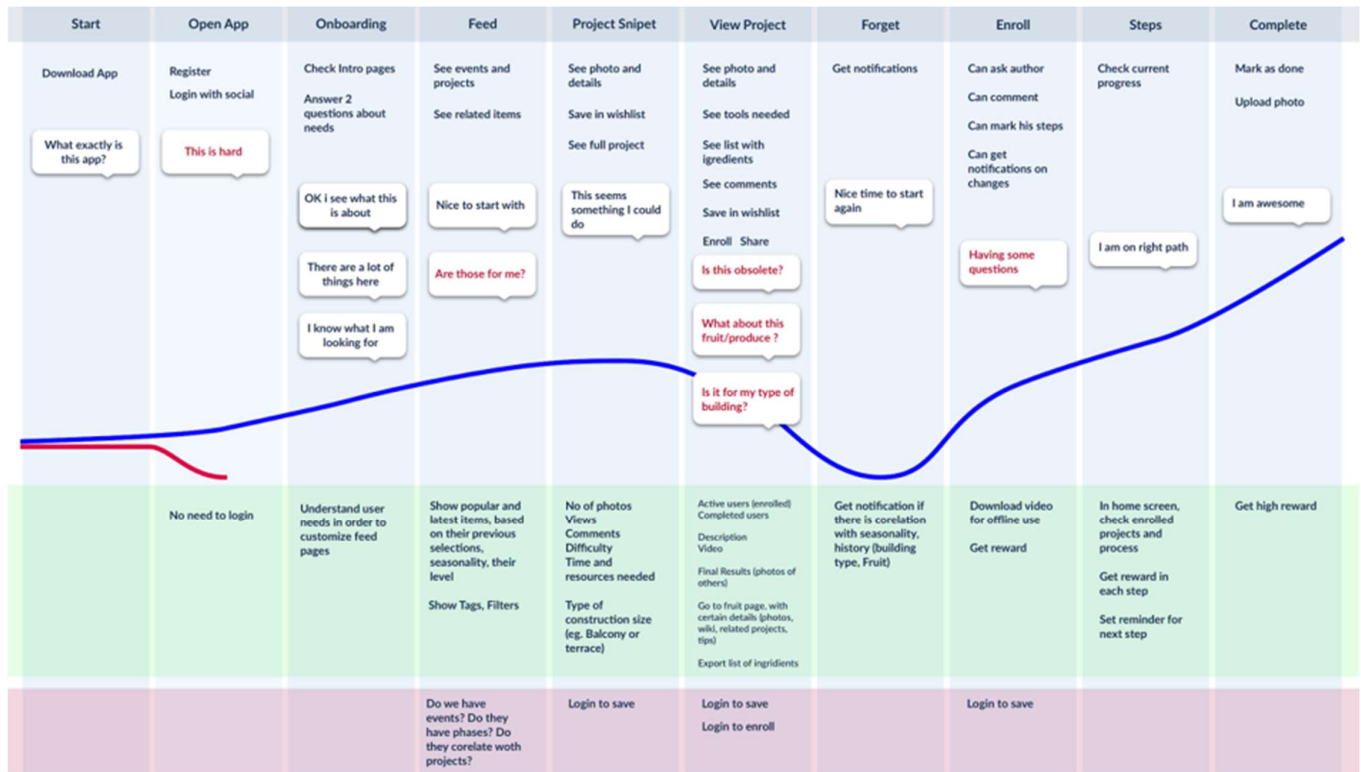 Start
Open App
Onboarding
Feed
Project Snipet
View Project
Forget
Enroll
Steps
Complete
Download App
What exactly is
this app?
Register
Login with social
This is hard
Check Intro pages
Answer 2
questions about
needs
OK i see what this
is about
There are a lot of
things here
I know what I am
looking for
See events and
projects
See related items
Nice to start with
Are those for me?
See photo and
details
Save in wishlist
See full project
This seems
something I could
do
See photo and
details
See tools needed
See list with
igredients
See comments
Save in wishlist
Enroll Share
Is this obsolete?
What about this
fruit/produce ?
Is it for my type of
building?
Get notifications
Nice time to start
again
Can ask author
Can comment
Can mark his steps
Can get
notifications on
changes
Having some
questions
Check current
progress
I am on right path
Mark as done
Upload photo
I am awesome
No need to login
Understand user
needs in order to
customize feed
pages
Show popular and
latest items, based
on their previous
selections,
seasonality, their
level
Show Tags, Filters
No of photos
Views
Comments
Difficulty
Time and
resources needed
Type of
construction size
(eg. Balcony or
terrace)
Active users (enrolled)
Completed users
Description
Video
Final Results (photos of
others)
Go to fruit page, with
certain details (photos,
wiki, related projects,
tips)
Export list of ingridients
Get notification if
there is corelation
with seasonality,
history (building
type, Fruit)
Download video
for offline use
Get reward
In home screen,
check enrolled
projects and
process
Get reward in
each step
Set reminder for
next step
Get high reward
Do we have
events? Do they
have phases? Do
they corelate woth
projects?
Login to save
Login to save
Login to enroll
Login to save